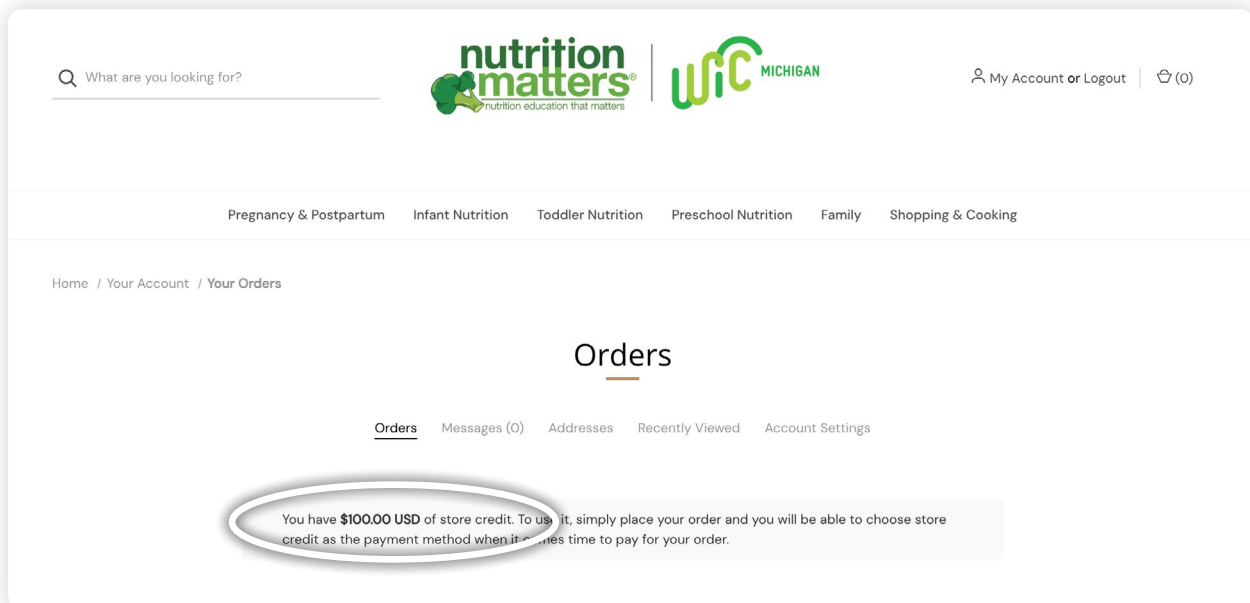 What are you looking for?
nutrition
matters®
nutrition education that matters
WIC MICHIGAN
My Account or Logout
(0)
Pregnancy & Postpartum Infant Nutrition Toddler Nutrition Preschool Nutrition Family Shopping & Cooking
Home / Your Account / Your Orders
Orders
Orders Messages (0) Addresses Recently Viewed Account Settings
You have $100.00 USD of store credit. To use it, simply place your order and you will be able to choose store
credit as the payment method when it comes time to pay for your order.